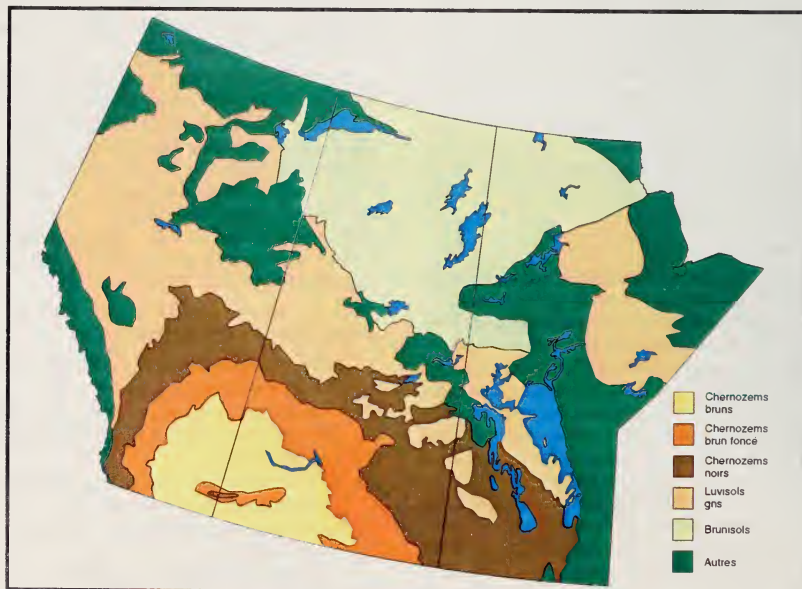 Chernozems
bruns
Chernozems
brun foncé
Chernozems
noirs
Luvisols
gris
Brunisols
Autres